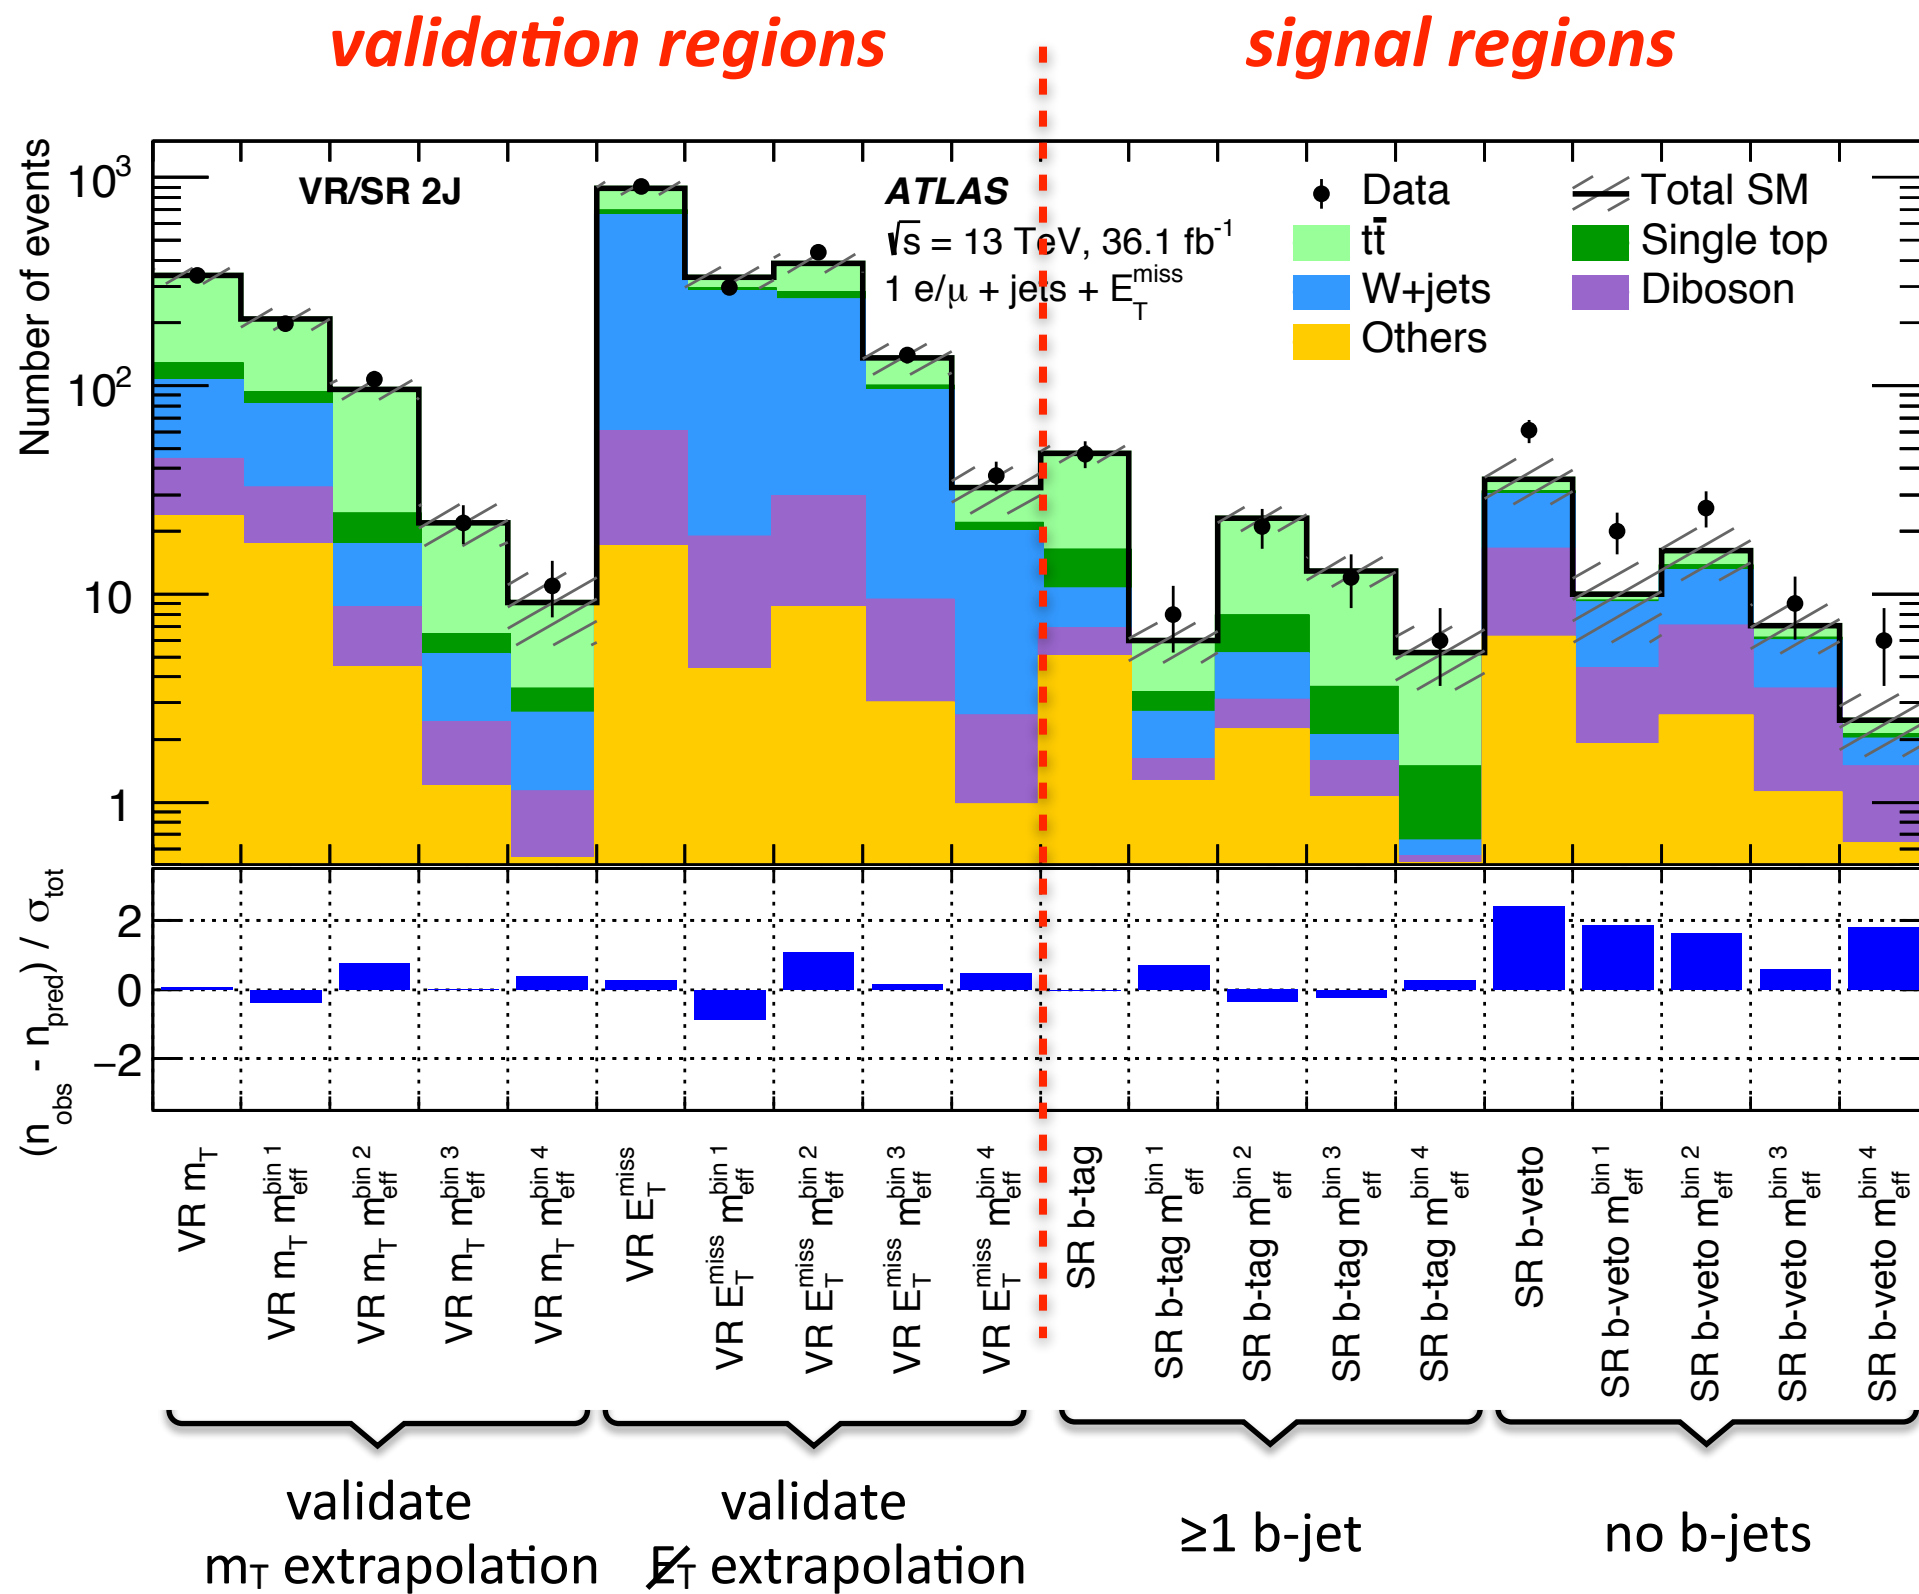 validation regions
signal regions
Number of events
10³
10²
10
1
VR/SR 2J
ATLAS
√s = 13 TeV, 36.1 fb⁻¹
1 e/μ + jets + E_T^miss
Data
tt̄
W+jets
Others
Total SM
Single top
Diboson
(n_obs - n_pred) / σ_tot
2
0
−2
VR m_T
VR m_T m_eff^bin 1
VR m_T m_eff^bin 2
VR m_T m_eff^bin 3
VR m_T m_eff^bin 4
VR E_T^miss
VR E_T^miss m_eff^bin 1
VR E_T^miss m_eff^bin 2
VR E_T^miss m_eff^bin 3
VR E_T^miss m_eff^bin 4
SR b-tag
SR b-tag m_eff^bin 1
SR b-tag m_eff^bin 2
SR b-tag m_eff^bin 3
SR b-tag m_eff^bin 4
SR b-veto
SR b-veto m_eff^bin 1
SR b-veto m_eff^bin 2
SR b-veto m_eff^bin 3
SR b-veto m_eff^bin 4
validate
m_T extrapolation
validate
E̸_T extrapolation
≥1 b-jet
no b-jets